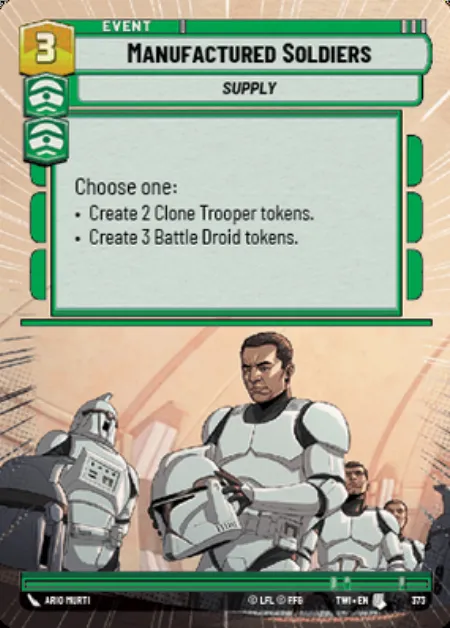 EVENT
3
MANUFACTURED SOLDIERS
SUPPLY
Choose one:
• Create 2 Clone Trooper tokens.
• Create 3 Battle Droid tokens.
ARIO MURTI
© LFL © FFG
TWI • EN
373